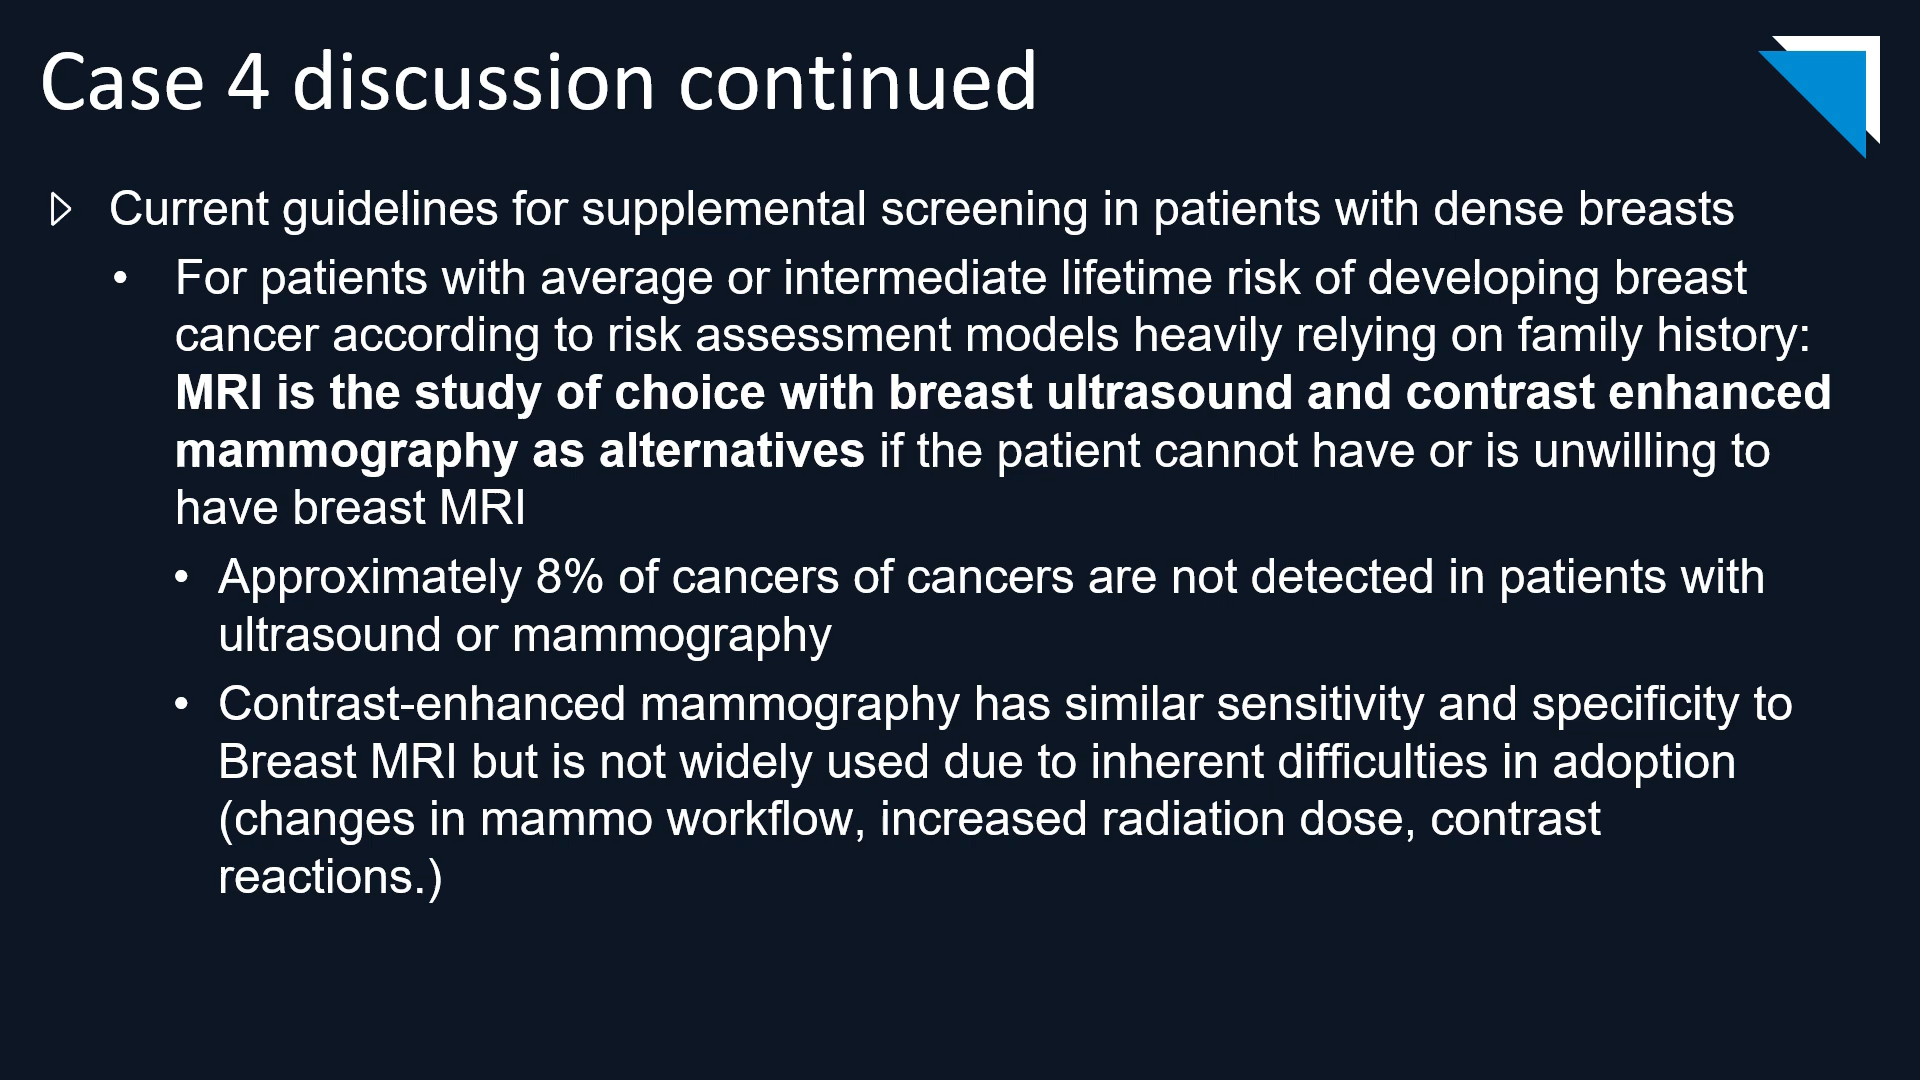 Case 4 discussion continued
Current guidelines for supplemental screening in patients with dense breasts
• For patients with average or intermediate lifetime risk of developing breast
cancer according to risk assessment models heavily relying on family history:
MRI is the study of choice with breast ultrasound and contrast enhanced
mammography as alternatives if the patient cannot have or is unwilling to
have breast MRI
• Approximately 8% of cancers of cancers are not detected in patients with
ultrasound or mammography
• Contrast-enhanced mammography has similar sensitivity and specificity to
Breast MRI but is not widely used due to inherent difficulties in adoption
(changes in mammo workflow, increased radiation dose, contrast
reactions.)